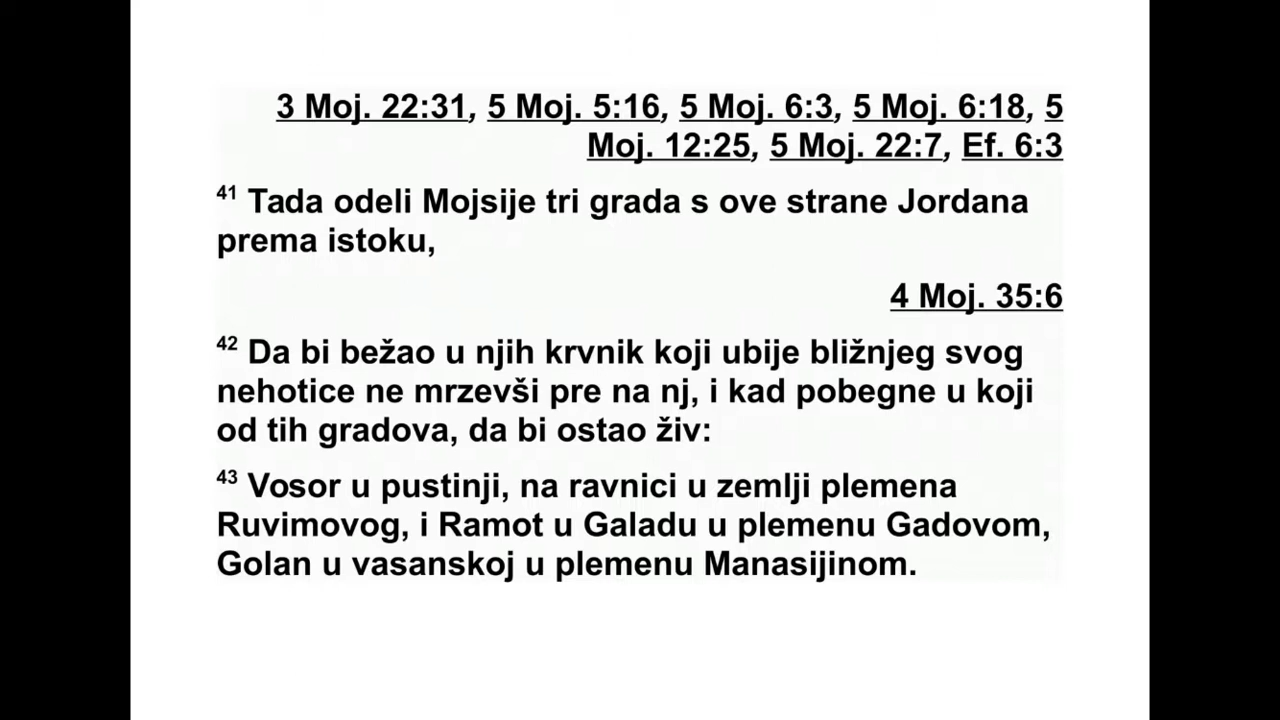 3 Moj. 22:31, 5 Moj. 5:16, 5 Moj. 6:3, 5 Moj. 6:18, 5
Moj. 12:25, 5 Moj. 22:7, Ef. 6:3
41 Tada odeli Mojsije tri grada s ove strane Jordana
prema istoku,
4 Moj. 35:6
42 Da bi bežao u njih krvnik koji ubije bližnjeg svog
nehotice ne mrzevši pre na nj, i kad pobegne u koji
od tih gradova, da bi ostao živ:
43 Vosor u pustinji, na ravnici u zemlji plemena
Ruvimovog, i Ramot u Galadu u plemenu Gadovom,
Golan u vasanskoj u plemenu Manasijinom.